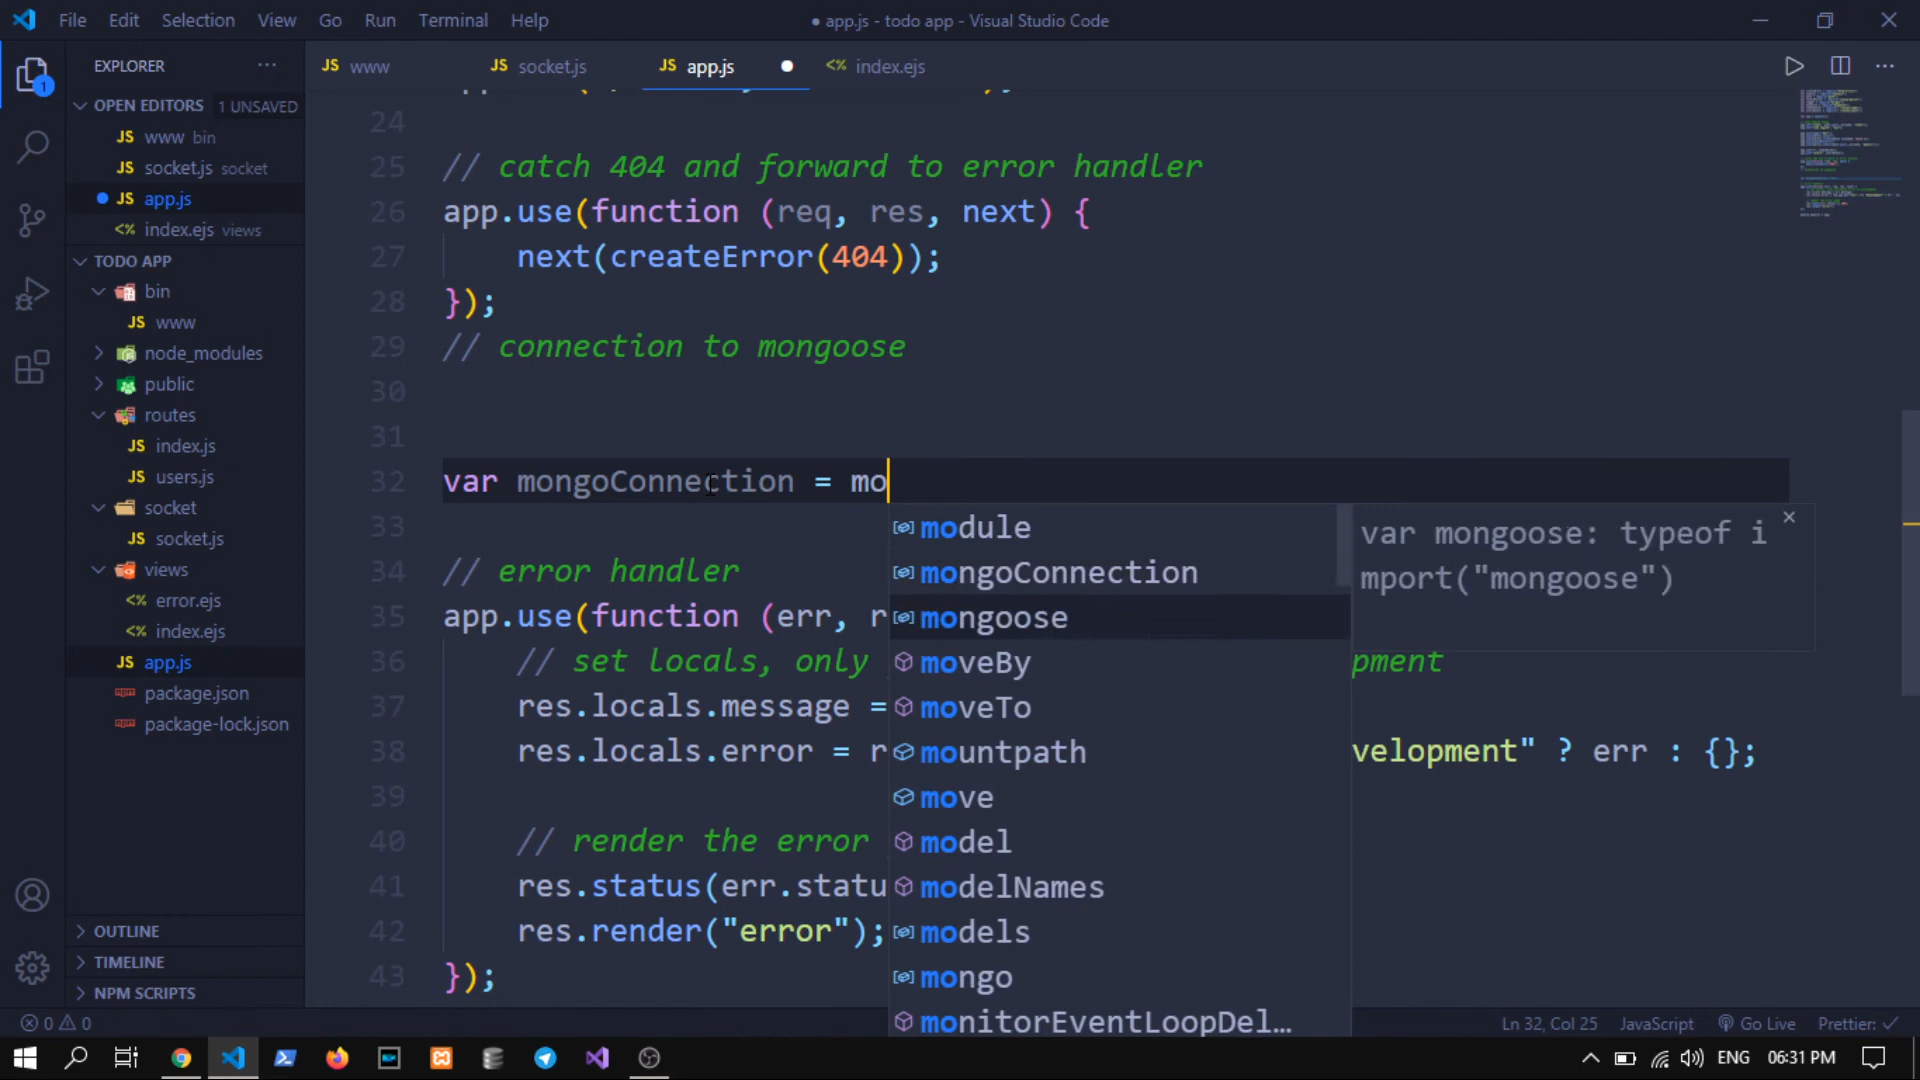 File Edit Selection View Go Run Terminal Help
● app.js - todo app - Visual Studio Code
EXPLORER
OPEN EDITORS 1 UNSAVED
JS www bin
JS socket.js socket
JS app.js
<% index.ejs views
TODO APP
bin
JS www
node_modules
public
routes
JS index.js
JS users.js
socket
JS socket.js
views
<% error.ejs
<% index.ejs
JS app.js
package.json
package-lock.json
OUTLINE
TIMELINE
NPM SCRIPTS
JS www
JS socket.js
JS app.js
<% index.ejs
24
25 // catch 404 and forward to error handler
26 app.use(function (req, res, next) {
27 next(createError(404));
28 });
29 // connection to mongoose
30
31
32 var mongoConnection = mo
33
34 // error handler
35 app.use(function (err, r
36 // set locals, only pment
37 res.locals.message =
38 res.locals.error = r velopment" ? err : {};
39
40 // render the error
41 res.status(err.statu
42 res.render("error");
43 });
module
mongoConnection
mongoose
moveBy
moveTo
mountpath
move
model
modelNames
models
mongo
monitorEventLoopDel…
var mongoose: typeof i
mport("mongoose")
0 0
Ln 32, Col 25 JavaScript Go Live Prettier: ✓
ENG 06:31 PM